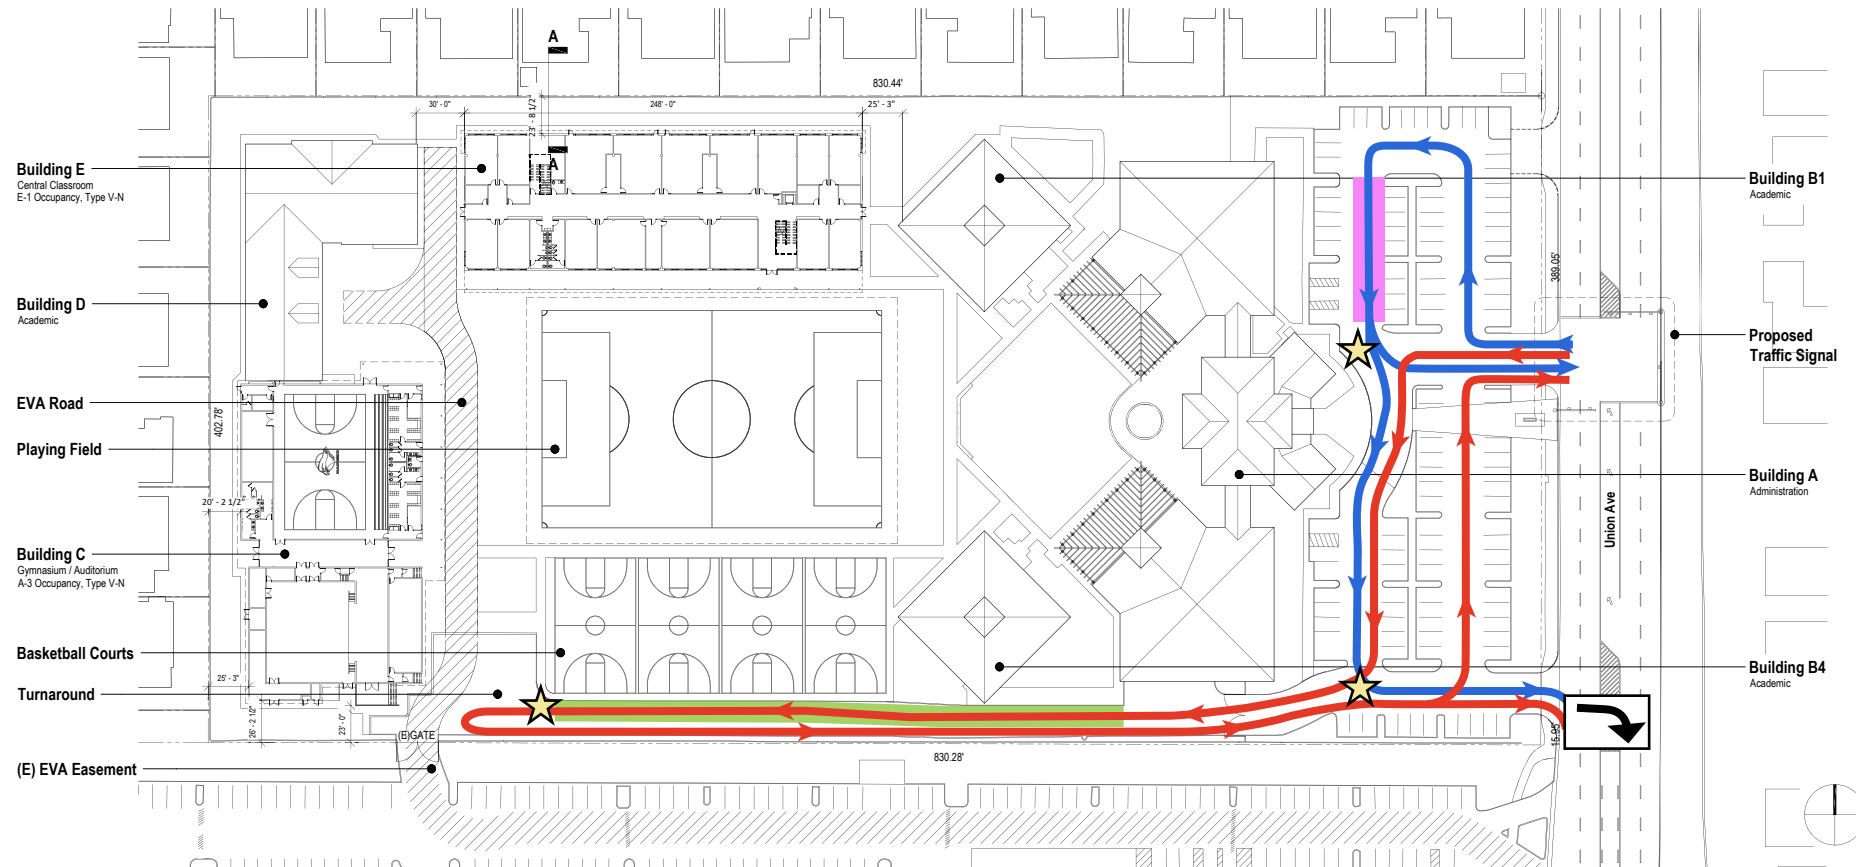 A
830.44'
30' - 0"
23' - 8 1/2"
248' - 0"
25' - 3"
A
Building E
Central Classroom
E-1 Occupancy, Type V-N
Building B1
Academic
Building D
Academic
389.05'
Proposed
Traffic Signal
EVA Road
402.78'
Playing Field
Building A
Administration
20' - 2 1/2"
Union Ave
Building C
Gymnasium / Auditorium
A-3 Occupancy, Type V-N
Basketball Courts
Building B4
Academic
25' - 3"
Turnaround
26' - 2 1/2"
23' - 0"
(E)GATE
15.95'
830.28'
(E) EVA Easement